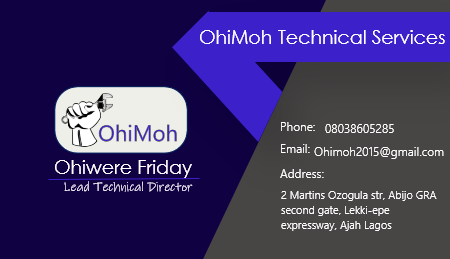 OhiMoh Technical Services
OhiMoh
Ohiwere Friday
Lead Technical Director
Phone: 08038605285
Email: Ohimoh2015@gmail.com
Address:
2 Martins Ozogula str, Abijo GRA
second gate, Lekki-epe
expressway, Ajah Lagos